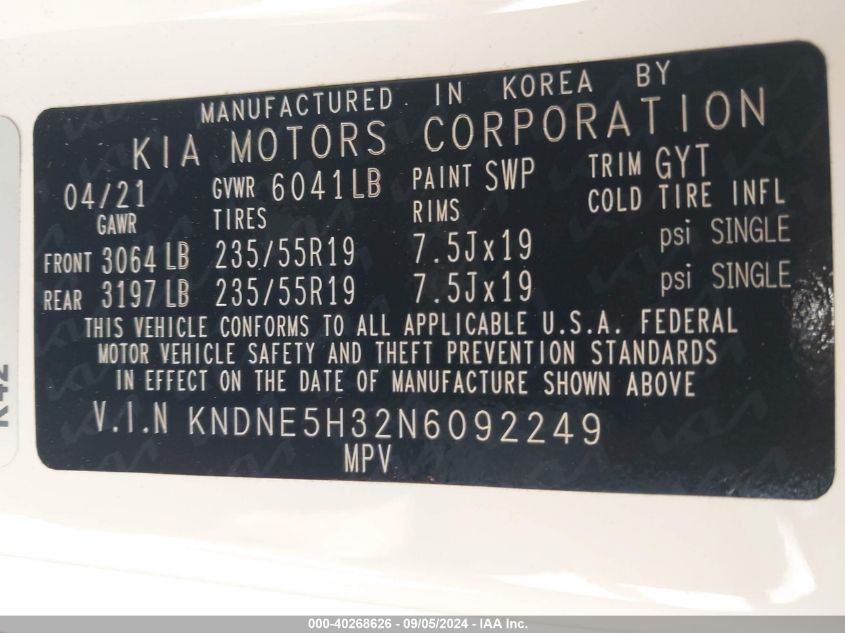 MANUFACTURED IN KOREA BY
KIA MOTORS CORPORATION
04/21 GVWR 6041LB PAINT SWP TRIM GYT
GAWR TIRES RIMS COLD TIRE INFL
FRONT 3064 LB 235/55R19 7.5Jx19 psi SINGLE
REAR 3197 LB 235/55R19 7.5Jx19 psi SINGLE
THIS VEHICLE CONFORMS TO ALL APPLICABLE U.S.A. FEDERAL
MOTOR VEHICLE SAFETY AND THEFT PREVENTION STANDARDS
IN EFFECT ON THE DATE OF MANUFACTURE SHOWN ABOVE
V.I.N KNDNE5H32N6092249
MPV
K42
000-40268626 - 09/05/2024 - IAA Inc.